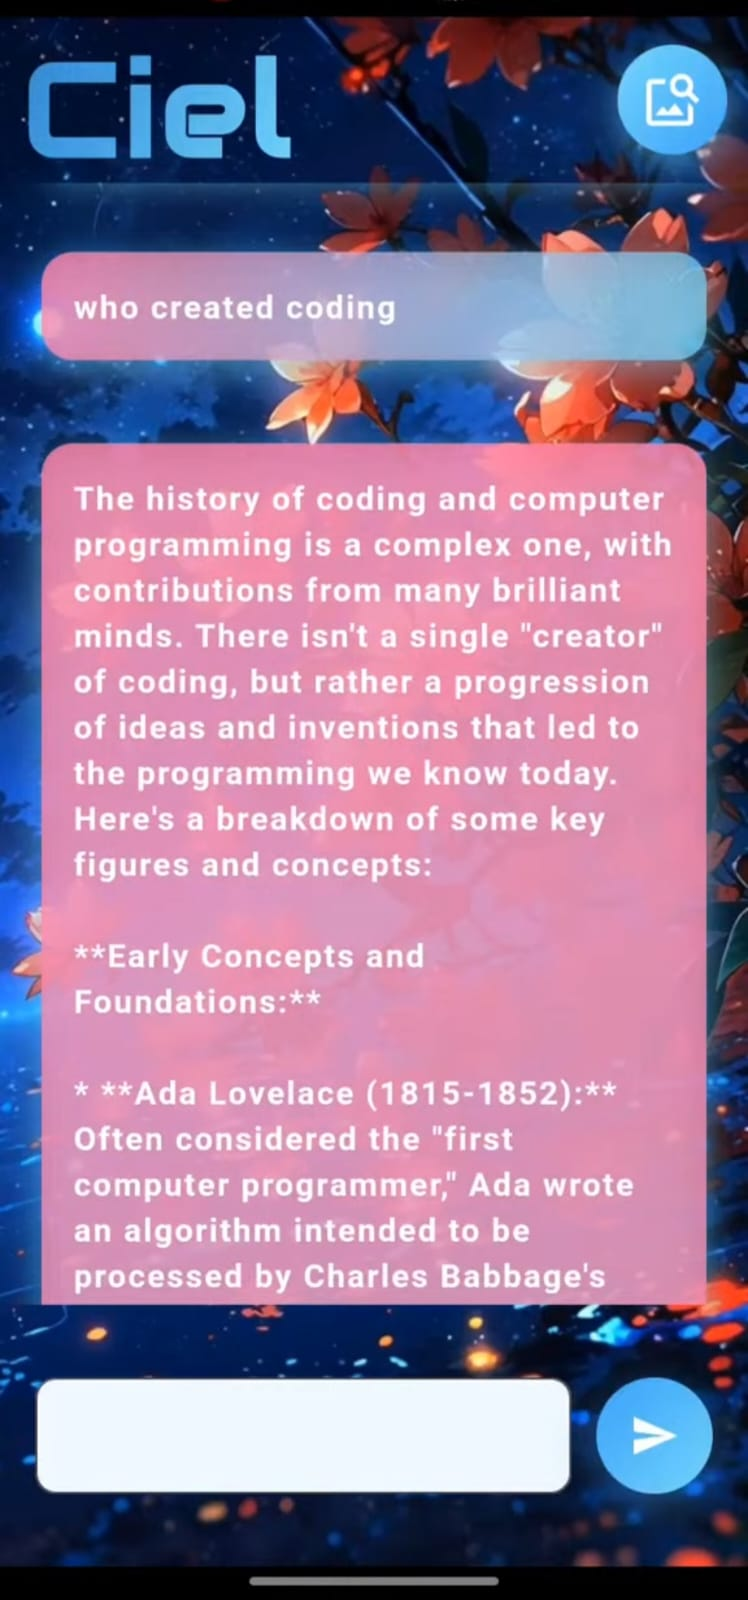 Ciel
who created coding
The history of coding and computer
programming is a complex one, with
contributions from many brilliant
minds. There isn't a single "creator"
of coding, but rather a progression
of ideas and inventions that led to
the programming we know today.
Here's a breakdown of some key
figures and concepts:
**Early Concepts and
Foundations:**
* **Ada Lovelace (1815-1852):**
Often considered the "first
computer programmer," Ada wrote
an algorithm intended to be
processed by Charles Babbage's